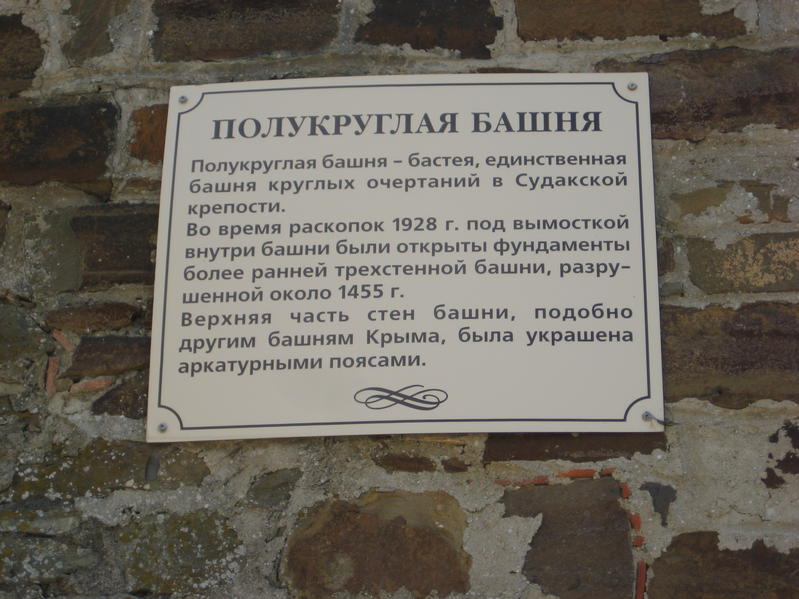 ПОЛУКРУГЛАЯ БАШНЯ
Полукруглая башня – бастея, единственная
башня круглых очертаний в Судакской
крепости.
Во время раскопок 1928 г. под вымосткой
внутри башни были открыты фундаменты
более ранней трехстенной башни, разру–
шенной около 1455 г.
Верхняя часть стен башни, подобно
другим башням Крыма, была украшена
аркатурными поясами.